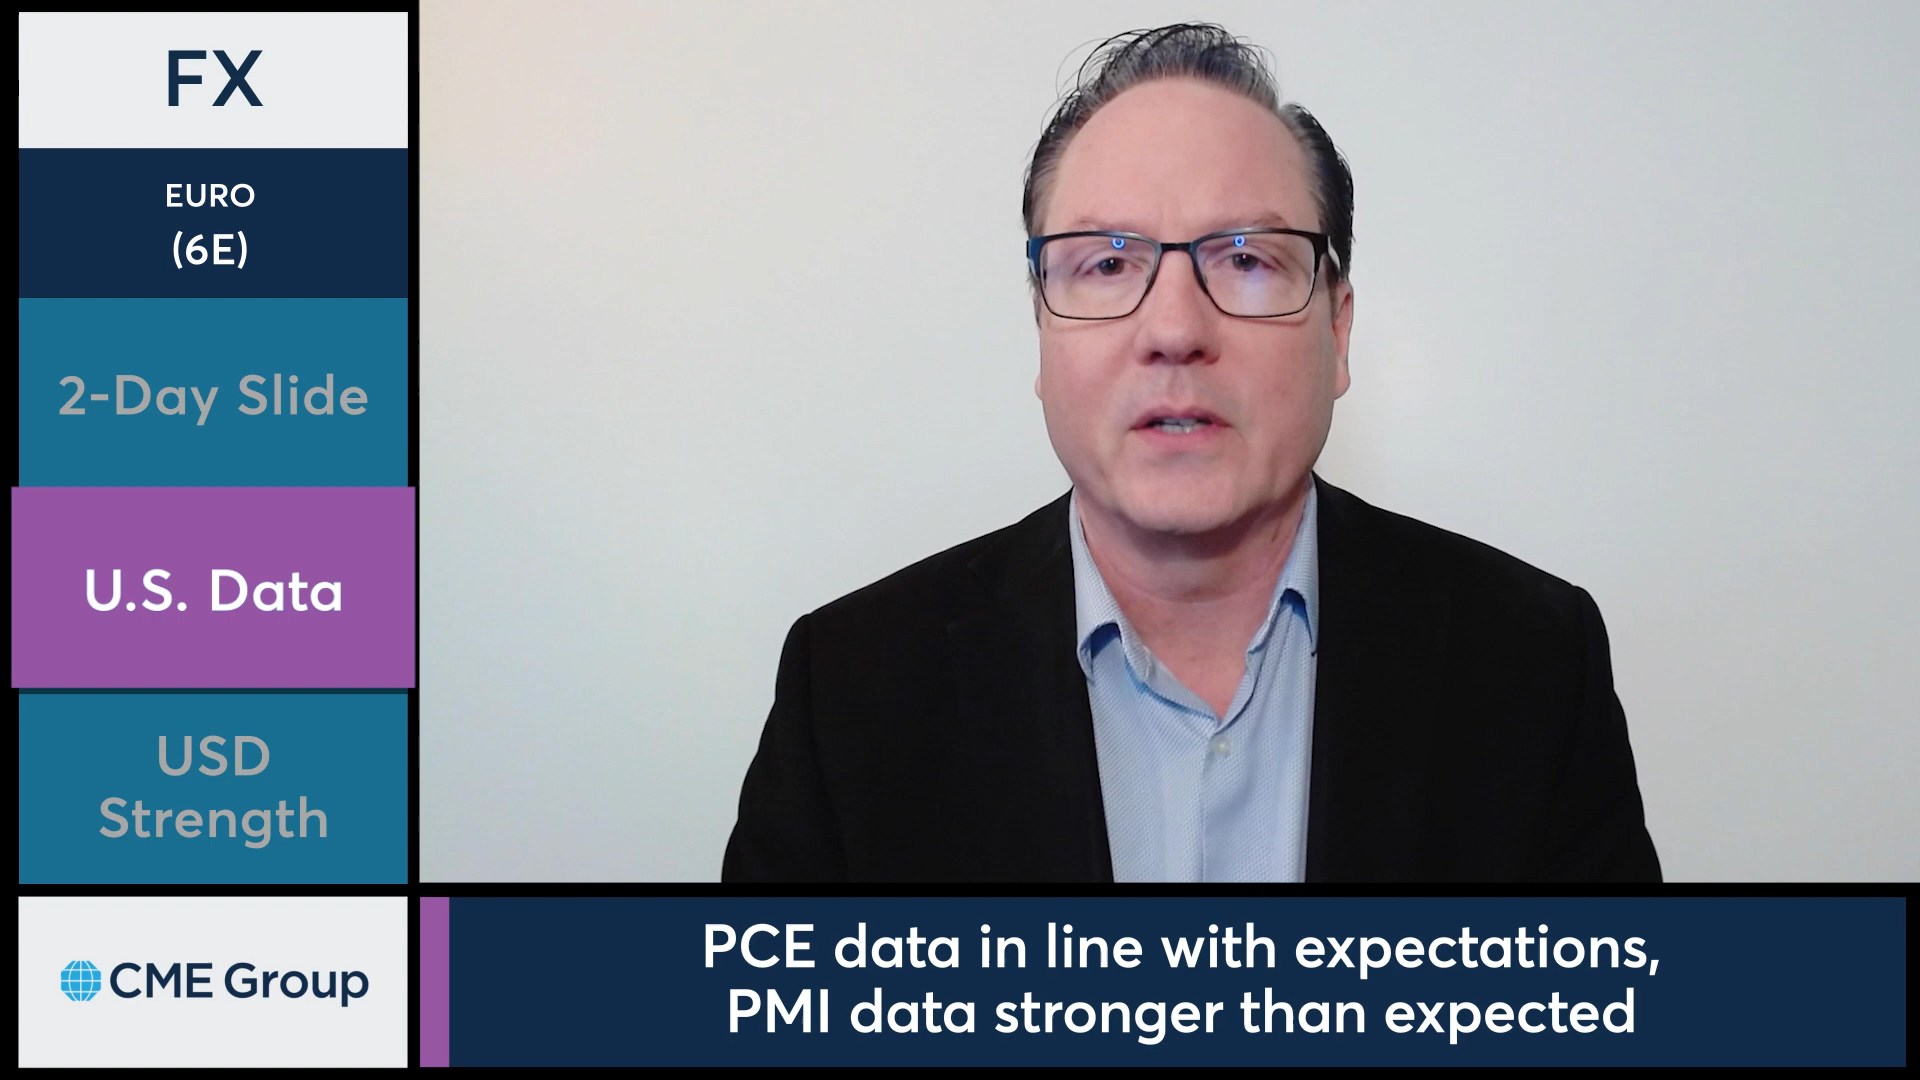 FX
EURO
(6E)
2-Day Slide
U.S. Data
USD
Strength
CME Group
PCE data in line with expectations,
PMI data stronger than expected